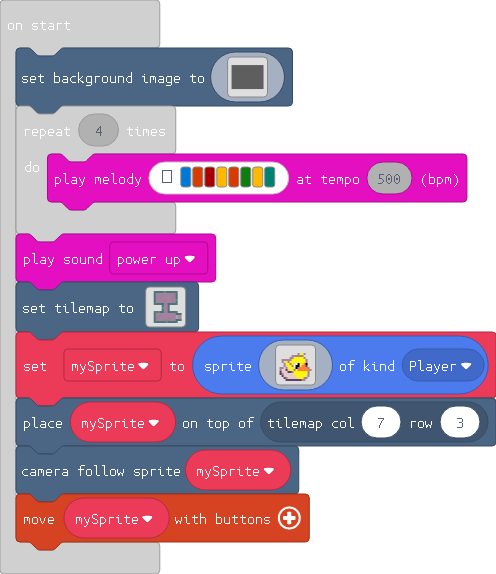 on start
set background image to
repeat 4 times
do
play melody at tempo 500 (bpm)
play sound power up
set tilemap to
set mySprite to sprite of kind Player
place mySprite on top of tilemap col 7 row 3
camera follow sprite mySprite
move mySprite with buttons